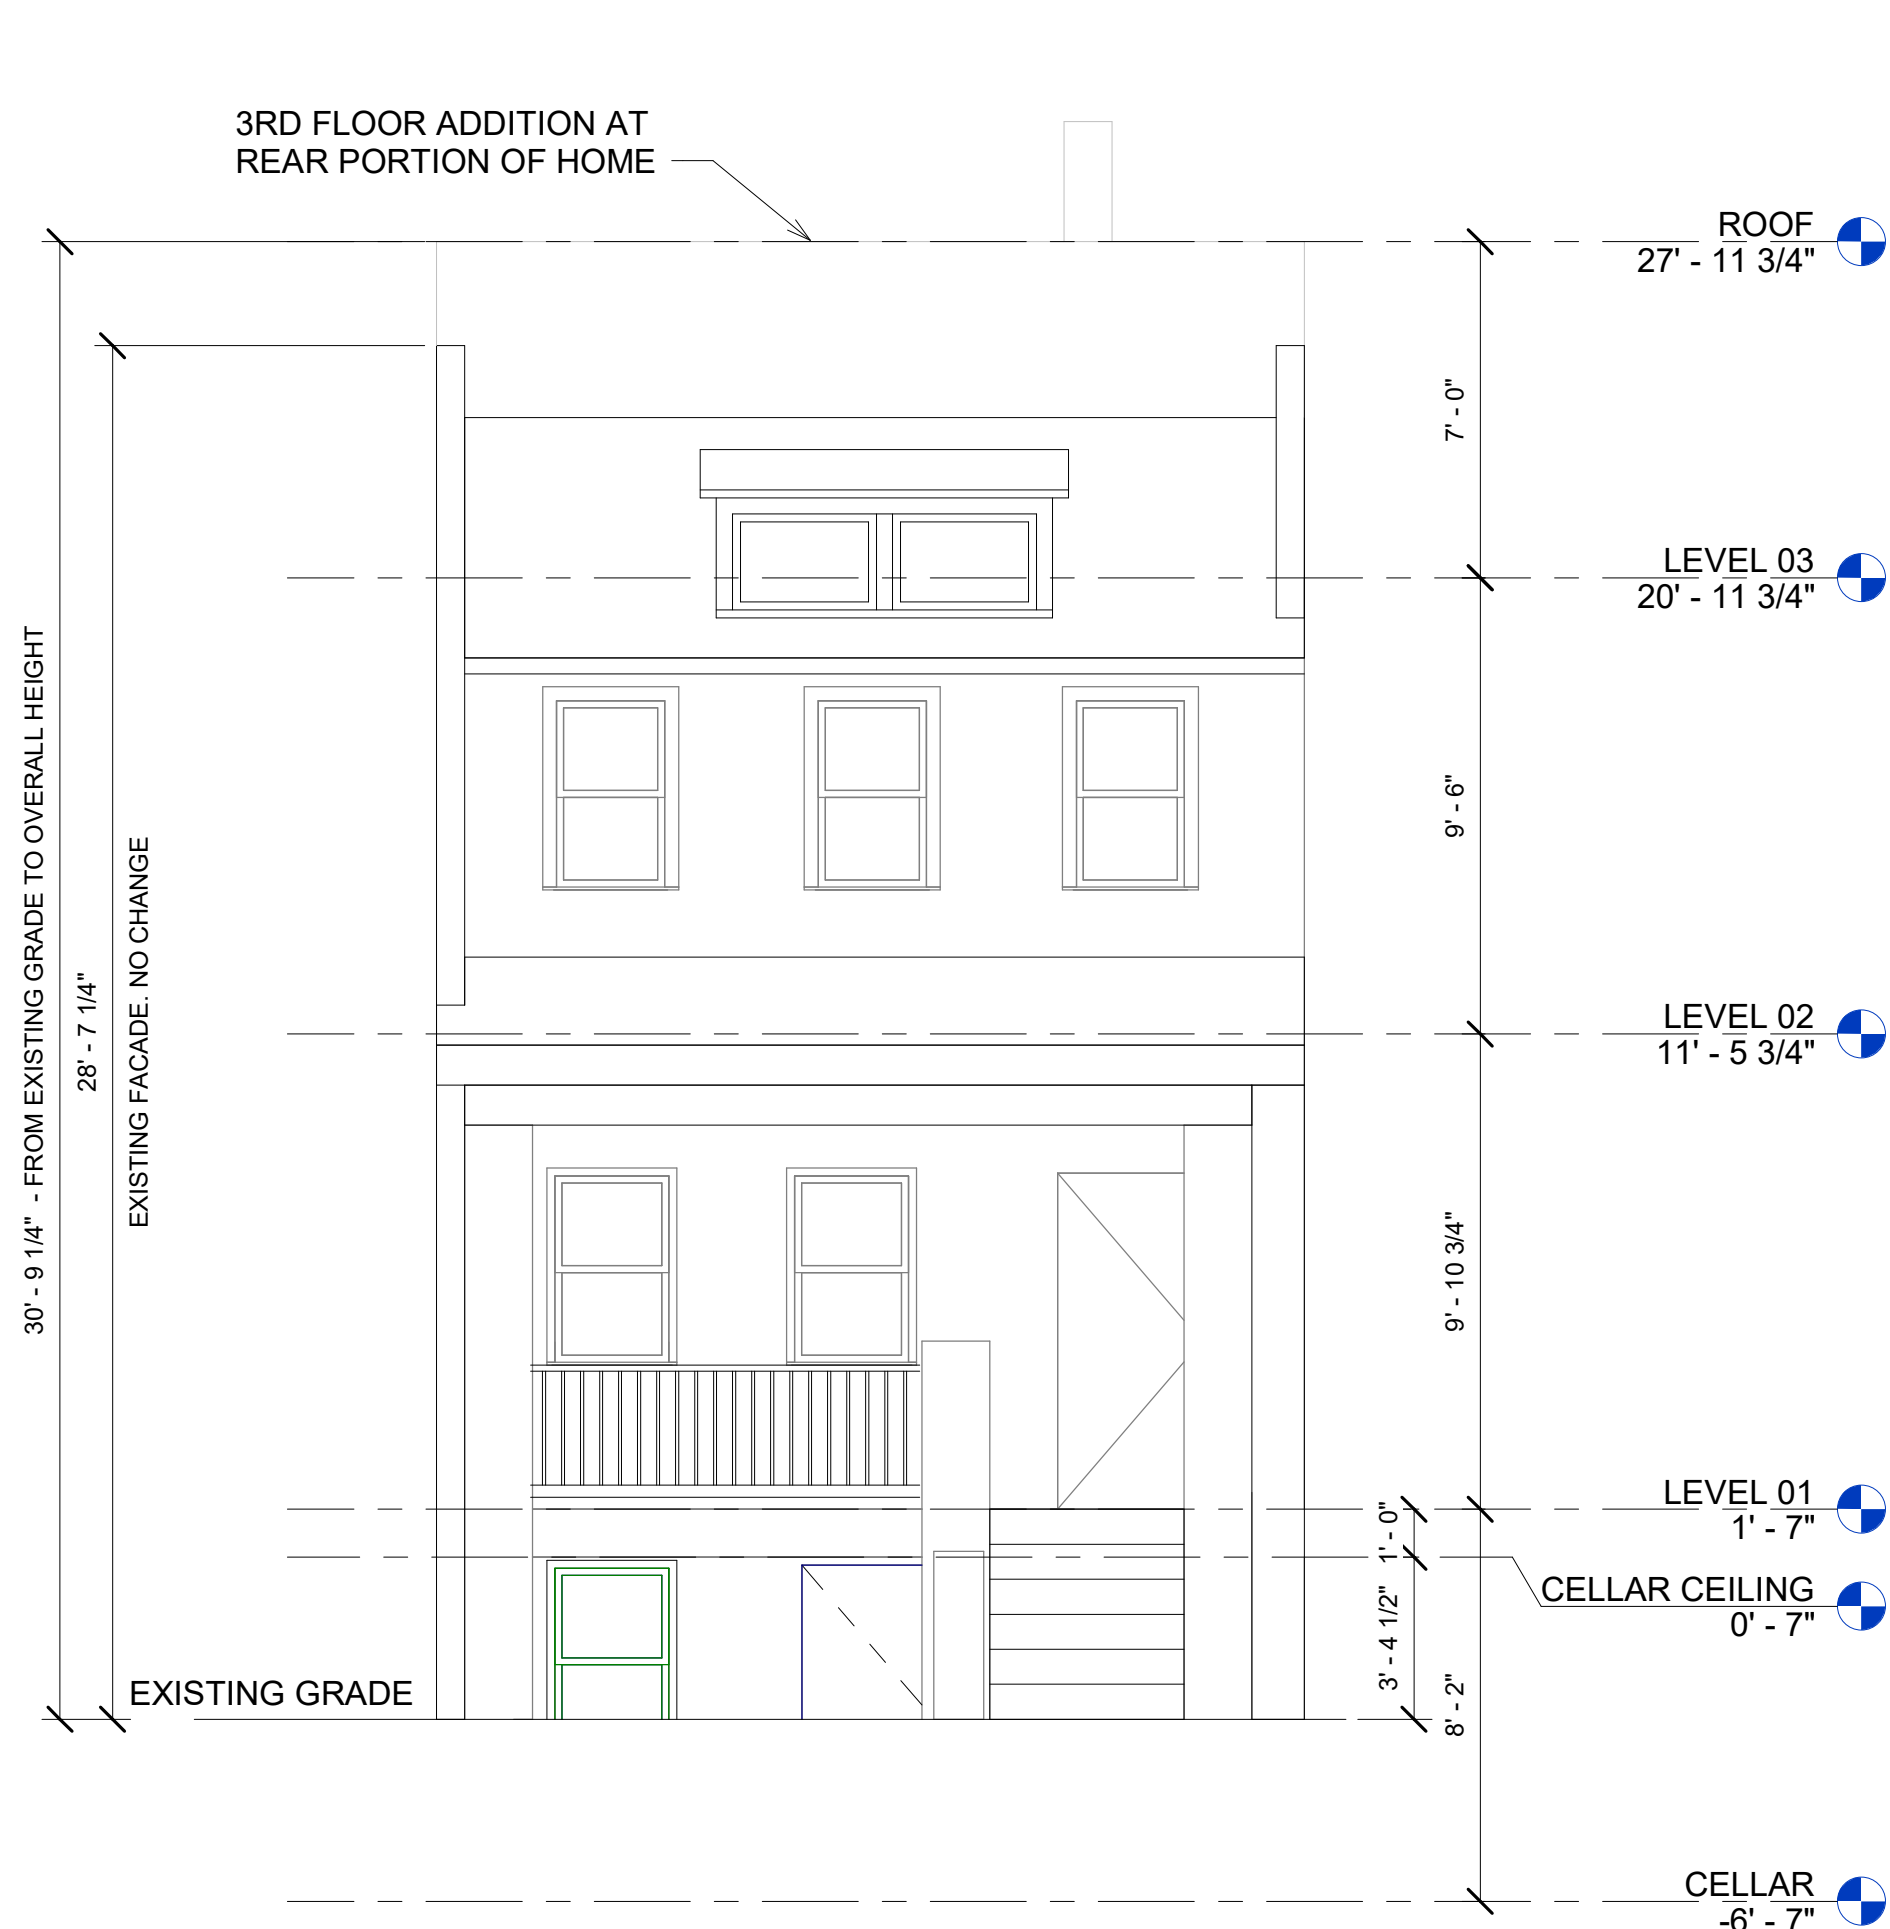 3RD FLOOR ADDITION AT
REAR PORTION OF HOME
ROOF
27' - 11 3/4"
7' - 0"
LEVEL 03
20' - 11 3/4"
9' - 6"
30' - 9 1/4" - FROM EXISTING GRADE TO OVERALL HEIGHT
28' - 7 1/4"
EXISTING FACADE. NO CHANGE
LEVEL 02
11' - 5 3/4"
9' - 10 3/4"
LEVEL 01
1' - 7"
1' - 0"
CELLAR CEILING
0' - 7"
3' - 4 1/2"
8' - 2"
EXISTING GRADE
CELLAR
-6' - 7"